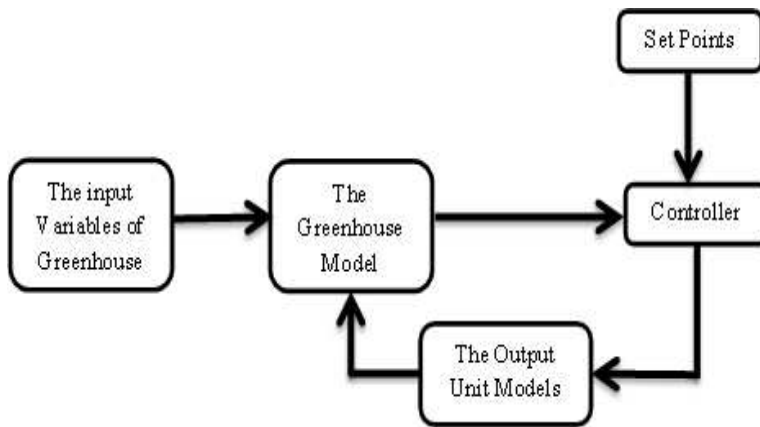 Set Points
The input
Variables of
Greenhouse
The
Greenhouse
Model
Controller
The Output
Unit Models